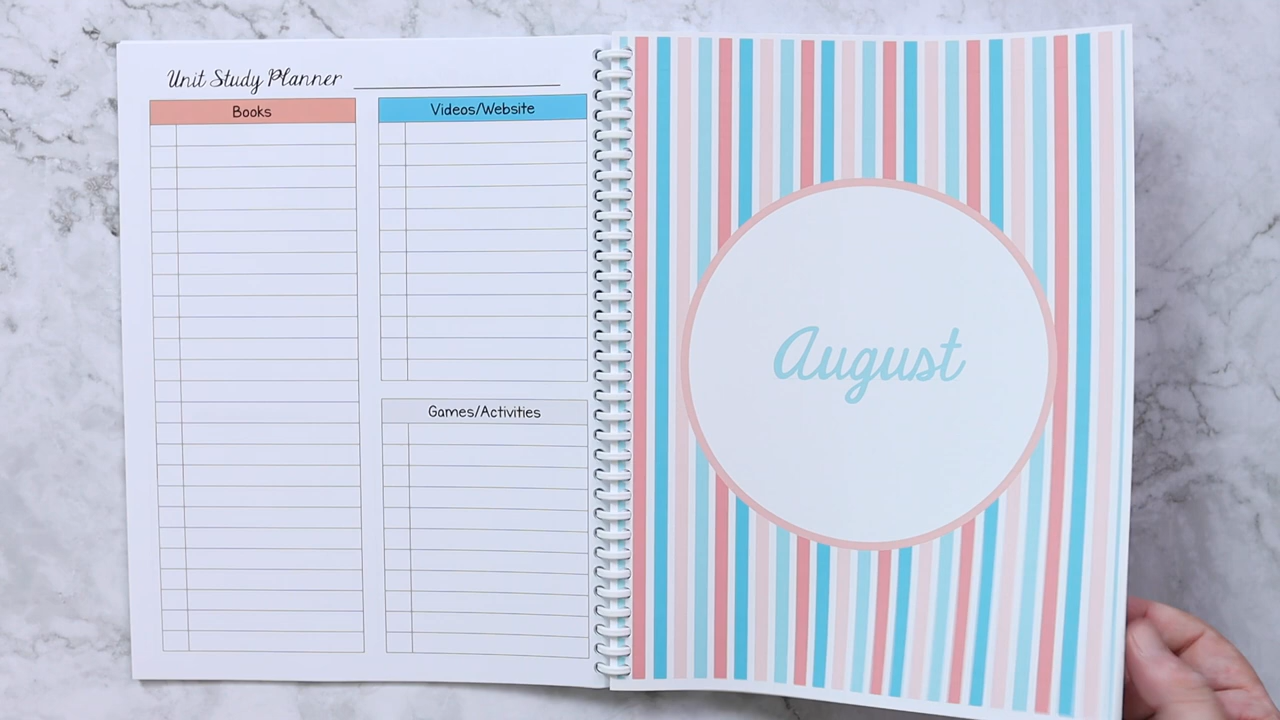 Unit Study Planner
Books
Videos/Website
Games/Activities
August